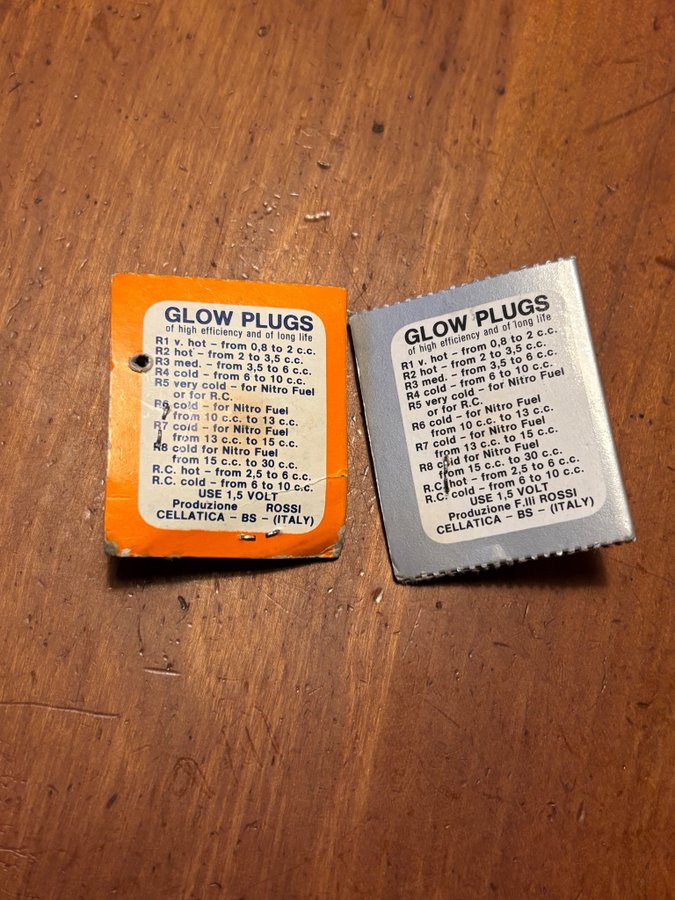 GLOW PLUGS
of high efficiency and of long life
R1 v. hot – from 0,8 to 2 c.c.
R2 hot – from 2 to 3,5 c.c.
R3 med. – from 3,5 to 6 c.c.
R4 cold – from 6 to 10 c.c.
R5 very cold – for Nitro Fuel
or for R.C.
R6 cold – for Nitro Fuel
from 10 c.c. to 13 c.c.
R7 cold – for Nitro Fuel
from 13 c.c. to 15 c.c.
R8 cold for Nitro Fuel
from 15 c.c. to 30 c.c.
R.C. hot – from 2,5 to 6 c.c.
R.C. cold – from 6 to 10 c.c.
USE 1,5 VOLT
Produzione ROSSI
CELLATICA – BS – (ITALY)
GLOW PLUGS
of high efficiency and of long life
R1 v. hot – from 0,8 to 2 c.c.
R2 hot – from 2 to 3,5 c.c.
R3 med. – from 3,5 to 6 c.c.
R4 cold – from 6 to 10 c.c.
R5 very cold – for Nitro Fuel
or for R.C.
R6 cold – for Nitro Fuel
from 10 c.c. to 13 c.c.
R7 cold – for Nitro Fuel
from 13 c.c. to 15 c.c.
R8 cold for Nitro Fuel
from 15 c.c. to 30 c.c.
R.C. hot – from 2,5 to 6 c.c.
R.C. cold – from 6 to 10 c.c.
USE 1,5 VOLT
Produzione F.lli ROSSI
CELLATICA – BS – (ITALY)